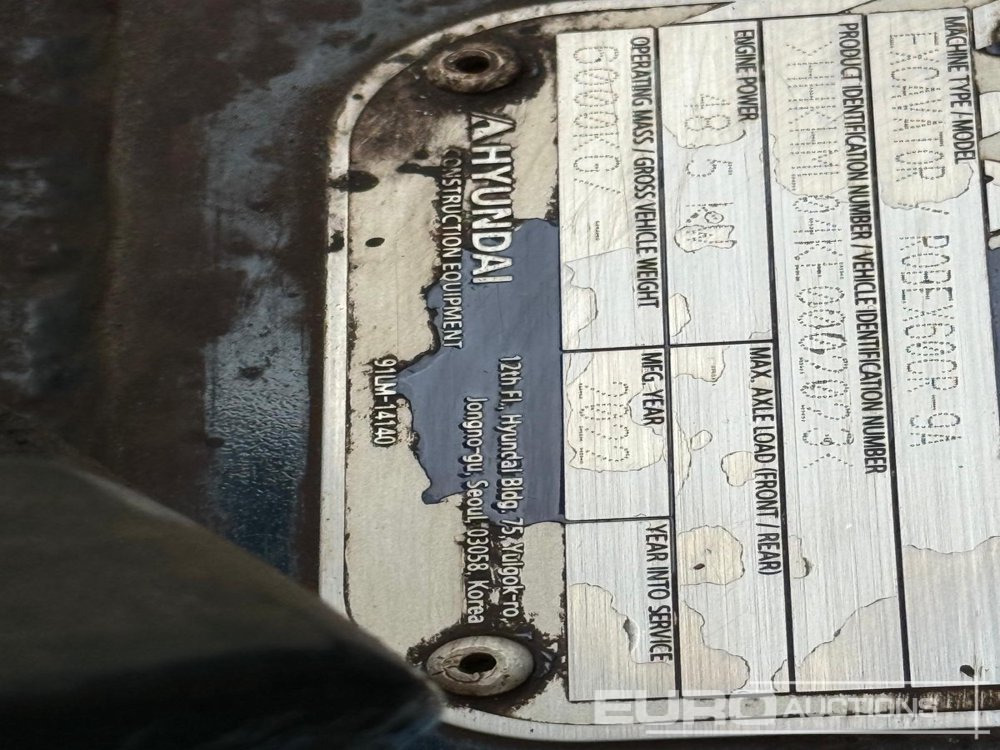 MACHINE TYPE / MODEL
EXCAVATOR / ROBEX60CR-9A
PRODUCT IDENTIFICATION NUMBER / VEHICLE IDENTIFICATION NUMBER
ENGINE POWER
48.5 kW
MAX. AXLE LOAD (FRONT / REAR)
OPERATING MASS / GROSS VEHICLE WEIGHT
6000KG/
MFG YEAR
2022
YEAR INTO SERVICE
HYUNDAI
CONSTRUCTION EQUIPMENT
12th Fl., Hyundai Bldg, 75, Yulgok-ro,
Jongno-gu, Seoul, 03058, Korea
91LM-14140
EURO
AUCTIONS